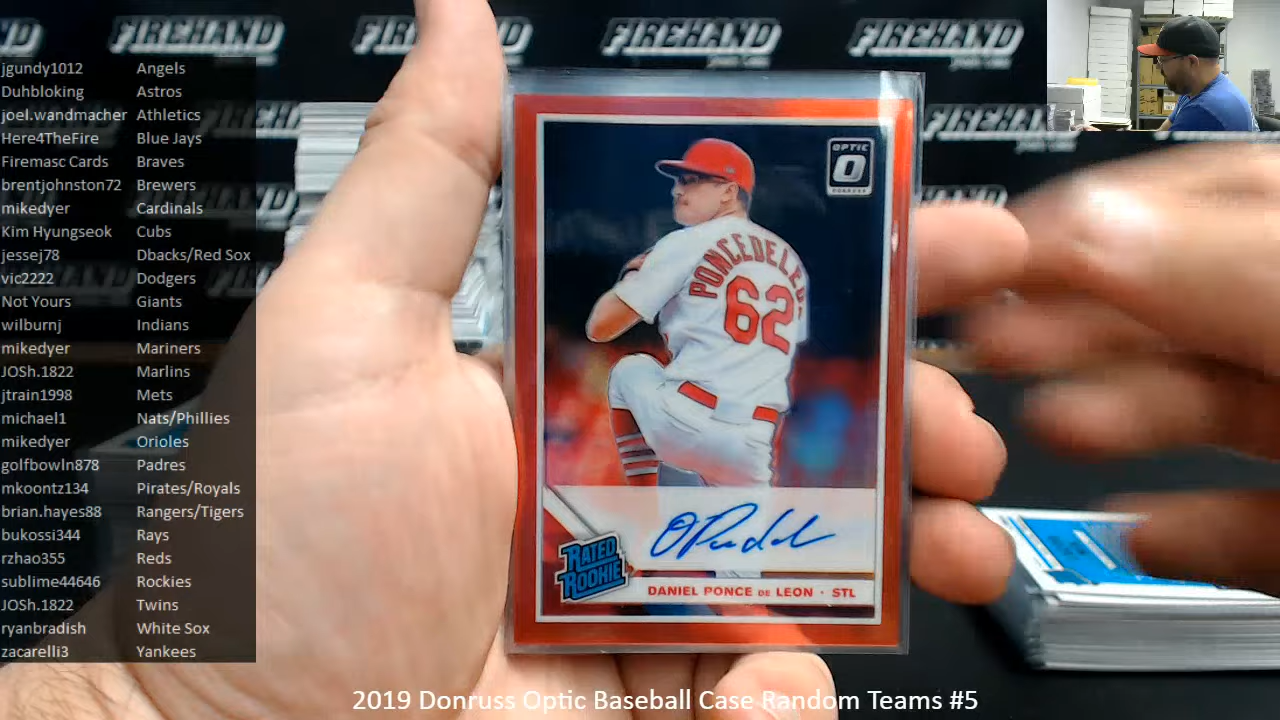 FIREHAND FIREHAND FIREHAND FIREHAND
jgundy1012 Angels
Duhbloking Astros
joel.wandmacher Athletics
Here4TheFire Blue Jays
Firemasc Cards Braves
brentjohnston72 Brewers
mikedyer Cardinals
Kim Hyungseok Cubs
jessej78 Dbacks/Red Sox
vic2222 Dodgers
Not Yours Giants
wilburnj Indians
mikedyer Mariners
JOSh.1822 Marlins
jtrain1998 Mets
michael1 Nats/Phillies
mikedyer Orioles
golfbowln878 Padres
mkoontz134 Pirates/Royals
brian.hayes88 Rangers/Tigers
bukossi344 Rays
rzhao355 Reds
sublime44646 Rockies
JOSh.1822 Twins
ryanbradish White Sox
zacarelli3 Yankees
OPTIC
O
DONRUSS
PONCEDELEO
62
RATED
ROOKIE
DANIEL PONCE DE LEON · STL
2019 Donruss Optic Baseball Case Random Teams #5